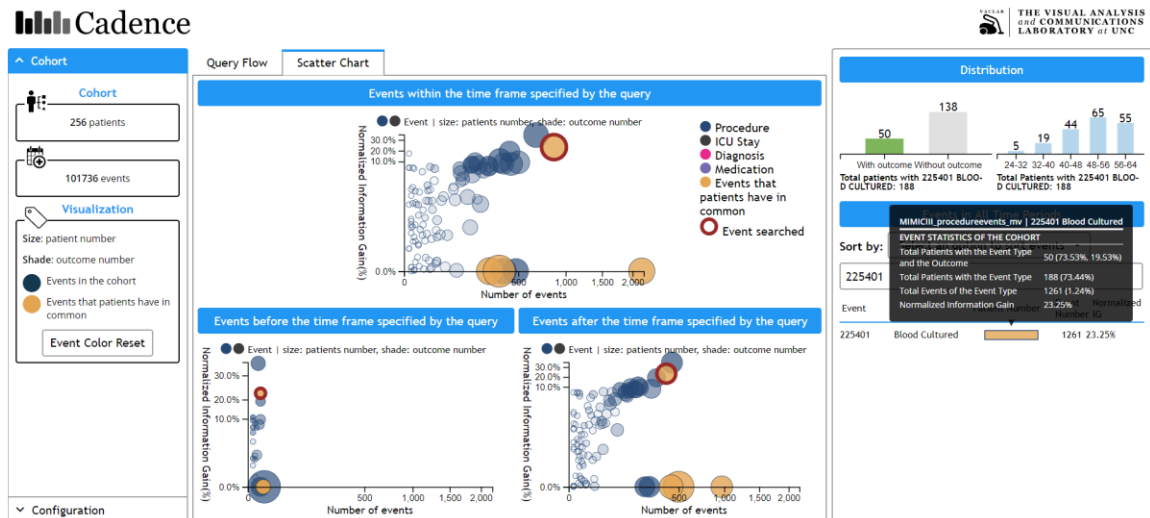 Cadence
VACLAB
THE VISUAL ANALYSIS
and COMMUNICATIONS
LABORATORY at UNC
Cohort
Cohort
256 patients
101736 events
Visualization
Size: patient number
Shade: outcome number
Events in the cohort
Events that patients have in
common
Event Color Reset
Configuration
Query Flow
Scatter Chart
Events within the time frame specified by the query
Event | size: patients number, shade: outcome number
Normalized Information Gain(%)
30.0%
20.0%
10.0%
0.0%
0
500
1,000
1,500
2,000
Number of events
Procedure
ICU Stay
Diagnosis
Medication
Events that
patients have in
common
Event searched
Events before the time frame specified by the query
Event | size: patients number, shade: outcome number
Normalized Information Gain(%)
30.0%
20.0%
10.0%
0.0%
0
500
1,000
1,500
2,000
Number of events
Events after the time frame specified by the query
Event | size: patients number, shade: outcome number
Normalized Information Gain(%)
30.0%
20.0%
10.0%
0.0%
0
500
1,000
1,500
2,000
Number of events
Distribution
50
138
With outcome
Without outcome
Total Patients with 225401 BLOO-
D CULTURED: 188
5
19
44
65
55
24-32
32-40
40-48
48-56
56-64
Total Patients with 225401 BLOO-
D CULTURED: 188
Events in All Time Periods
Sort by:
225401
MIMICIII_procedureevents_mv | 225401 Blood Cultured
EVENT STATISTICS OF THE COHORT
Total Patients with the Event Type
and the Outcome
50 (73.53%, 19.53%)
Total Patients with the Event Type
188 (73.44%)
Total Events of the Event Type
1261 (1.24%)
Normalized Information Gain
23.25%
Event
Patient Number
Number
Normalized
IG
225401
Blood Cultured
1261
23.25%